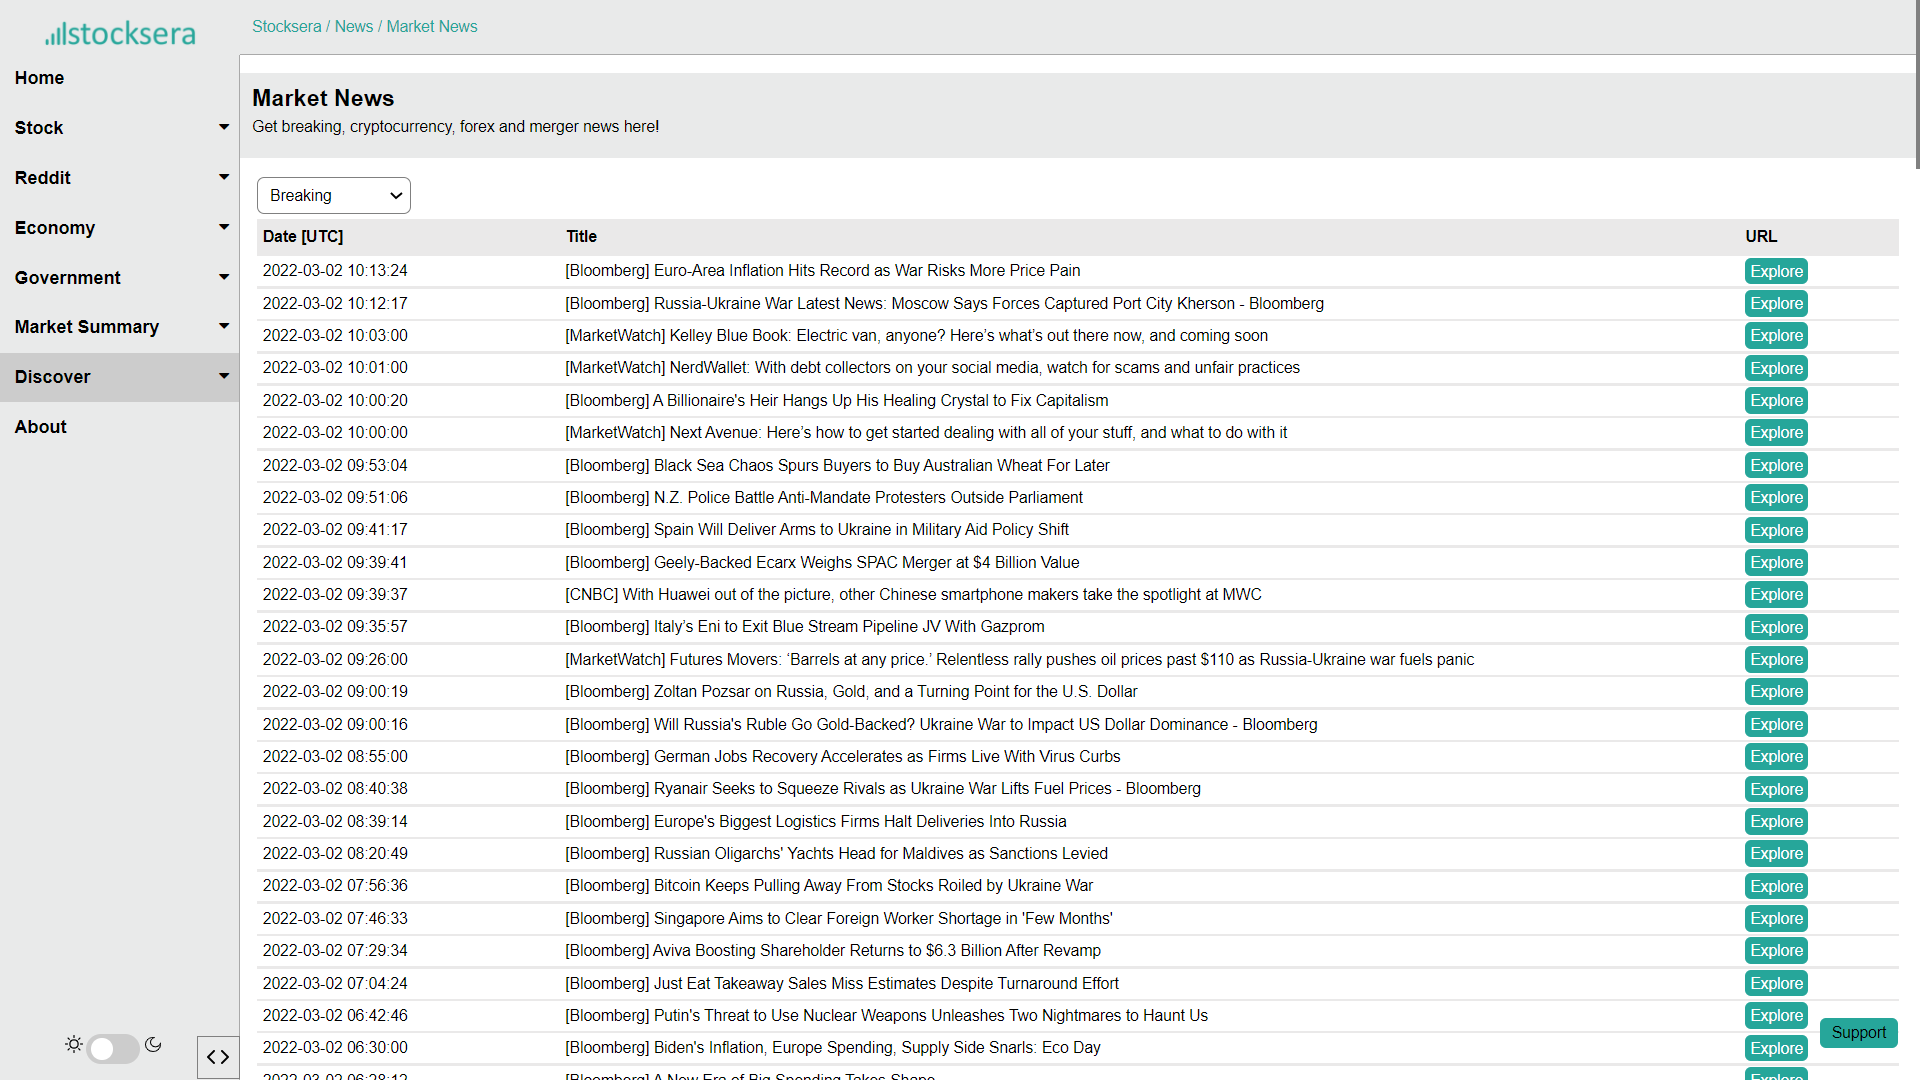 stocksera
Stocksera / News / Market News
Home
Stock
Reddit
Economy
Government
Market Summary
Discover
About
Market News
Get breaking, cryptocurrency, forex and merger news here!
Breaking
Date [UTC] Title URL
2022-03-02 10:13:24 [Bloomberg] Euro-Area Inflation Hits Record as War Risks More Price Pain Explore
2022-03-02 10:12:17 [Bloomberg] Russia-Ukraine War Latest News: Moscow Says Forces Captured Port City Kherson - Bloomberg Explore
2022-03-02 10:03:00 [MarketWatch] Kelley Blue Book: Electric van, anyone? Here’s what’s out there now, and coming soon Explore
2022-03-02 10:01:00 [MarketWatch] NerdWallet: With debt collectors on your social media, watch for scams and unfair practices Explore
2022-03-02 10:00:20 [Bloomberg] A Billionaire's Heir Hangs Up His Healing Crystal to Fix Capitalism Explore
2022-03-02 10:00:00 [MarketWatch] Next Avenue: Here’s how to get started dealing with all of your stuff, and what to do with it Explore
2022-03-02 09:53:04 [Bloomberg] Black Sea Chaos Spurs Buyers to Buy Australian Wheat For Later Explore
2022-03-02 09:51:06 [Bloomberg] N.Z. Police Battle Anti-Mandate Protesters Outside Parliament Explore
2022-03-02 09:41:17 [Bloomberg] Spain Will Deliver Arms to Ukraine in Military Aid Policy Shift Explore
2022-03-02 09:39:41 [Bloomberg] Geely-Backed Ecarx Weighs SPAC Merger at $4 Billion Value Explore
2022-03-02 09:39:37 [CNBC] With Huawei out of the picture, other Chinese smartphone makers take the spotlight at MWC Explore
2022-03-02 09:35:57 [Bloomberg] Italy’s Eni to Exit Blue Stream Pipeline JV With Gazprom Explore
2022-03-02 09:26:00 [MarketWatch] Futures Movers: ‘Barrels at any price.’ Relentless rally pushes oil prices past $110 as Russia-Ukraine war fuels panic Explore
2022-03-02 09:00:19 [Bloomberg] Zoltan Pozsar on Russia, Gold, and a Turning Point for the U.S. Dollar Explore
2022-03-02 09:00:16 [Bloomberg] Will Russia's Ruble Go Gold-Backed? Ukraine War to Impact US Dollar Dominance - Bloomberg Explore
2022-03-02 08:55:00 [Bloomberg] German Jobs Recovery Accelerates as Firms Live With Virus Curbs Explore
2022-03-02 08:40:38 [Bloomberg] Ryanair Seeks to Squeeze Rivals as Ukraine War Lifts Fuel Prices - Bloomberg Explore
2022-03-02 08:39:14 [Bloomberg] Europe's Biggest Logistics Firms Halt Deliveries Into Russia Explore
2022-03-02 08:20:49 [Bloomberg] Russian Oligarchs' Yachts Head for Maldives as Sanctions Levied Explore
2022-03-02 07:56:36 [Bloomberg] Bitcoin Keeps Pulling Away From Stocks Roiled by Ukraine War Explore
2022-03-02 07:46:33 [Bloomberg] Singapore Aims to Clear Foreign Worker Shortage in 'Few Months' Explore
2022-03-02 07:29:34 [Bloomberg] Aviva Boosting Shareholder Returns to $6.3 Billion After Revamp Explore
2022-03-02 07:04:24 [Bloomberg] Just Eat Takeaway Sales Miss Estimates Despite Turnaround Effort Explore
2022-03-02 06:42:46 [Bloomberg] Putin's Threat to Use Nuclear Weapons Unleashes Two Nightmares to Haunt Us Explore
Support
2022-03-02 06:30:00 [Bloomberg] Biden's Inflation, Europe Spending, Supply Side Snarls: Eco Day Explore
2022-03-02 06:28:12 [Bloomberg] A New Era of Big Spending Takes Shape Explore